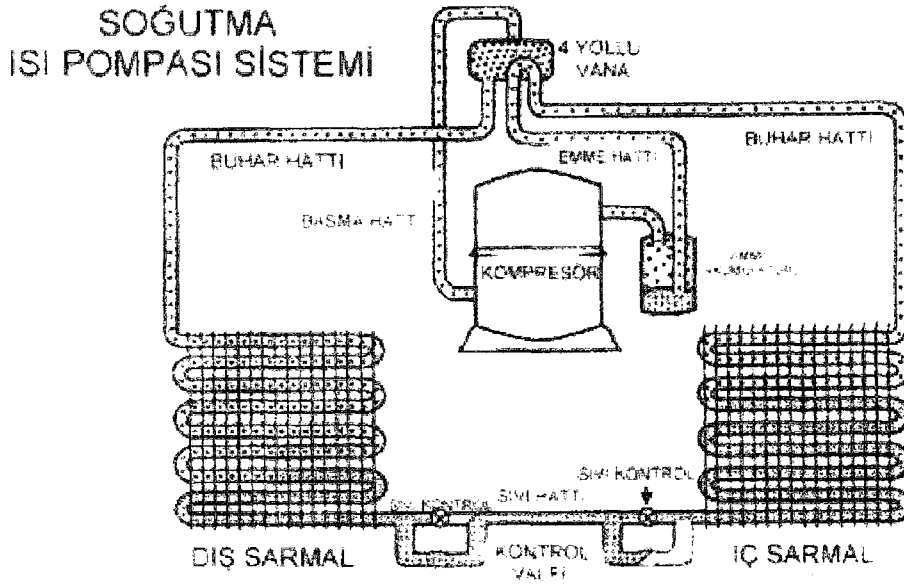 SOĞUTMA
ISI POMPASI SİSTEMİ
4 YOLLU
VANA
BUHAR HATTI
EMME HATTI
BUHAR HATTI
BASMA HATTI
KOMPRESÖR
SIVI KONTROL
SIVI KONTROL
SIVI HATTI
DIŞ SARMAL
KONTROL
VALFİ
İÇ SARMAL